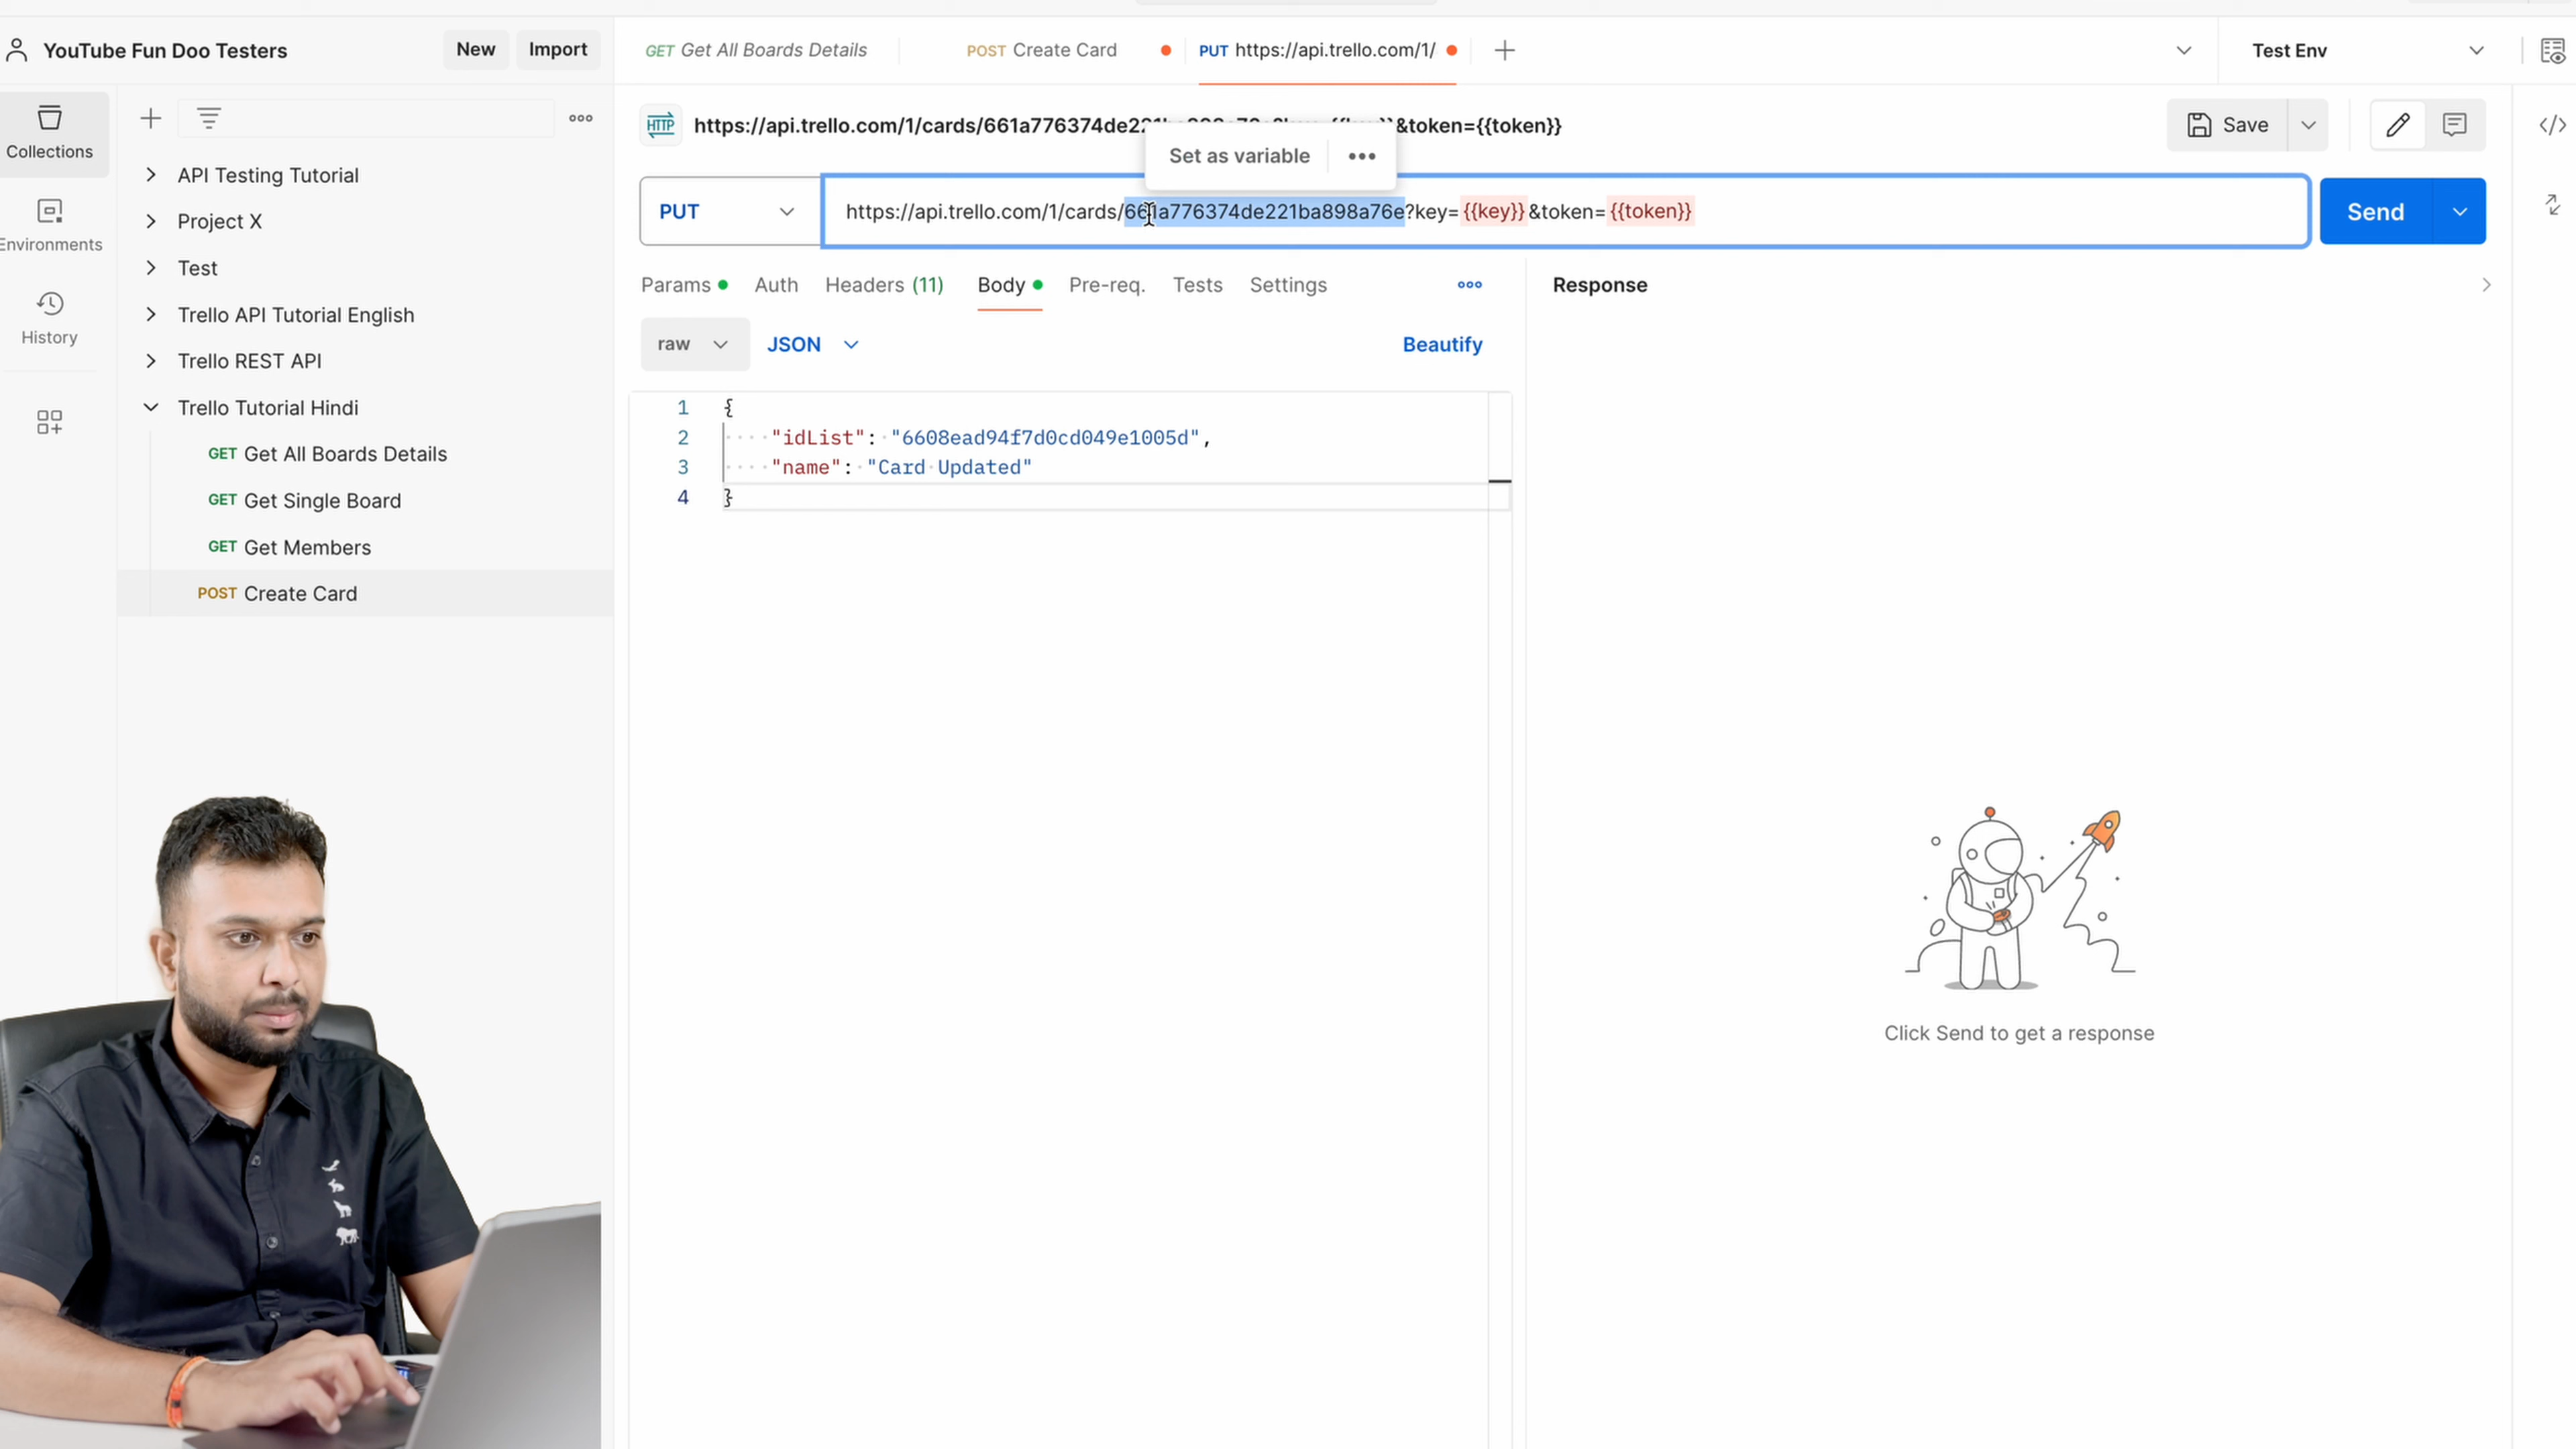 YouTube Fun Doo Testers
New
Import
GET Get All Boards Details
POST Create Card
PUT https://api.trello.com/1/
Test Env
Collections
Environments
History
API Testing Tutorial
Project X
Test
Trello API Tutorial English
Trello REST API
Trello Tutorial Hindi
GET Get All Boards Details
GET Get Single Board
GET Get Members
POST Create Card
HTTP
https://api.trello.com/1/cards/661a776374de221 &token={{token}}
Save
Set as variable
PUT
https://api.trello.com/1/cards/661a776374de221ba898a76e?key={{key}}&token={{token}}
Send
Params
Auth
Headers (11)
Body
Pre-req.
Tests
Settings
raw
JSON
Beautify
1 {
2 "idList": "6608ead94f7d0cd049e1005d",
3 "name": "Card Updated"
4 }
Response
Click Send to get a response